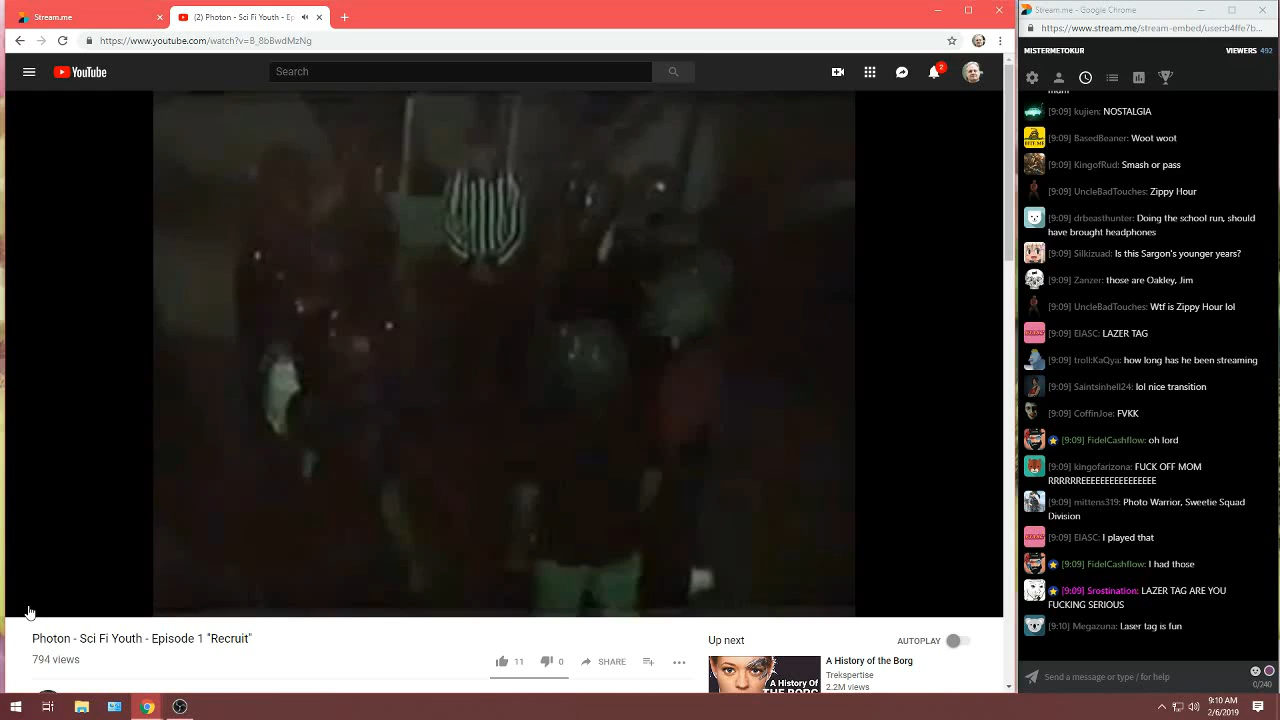 Stream.me
(2) Photon - Sci Fi Youth - Ep
https://www.youtube.com/watch?v=B_8bBwdMzNg
YouTube
Search
2
Photon - Sci Fi Youth - Episode 1 "Recruit"
794 views
11
0
SHARE
Up next
AUTOPLAY
A History Of
THE BORG
A History of the Borg
Trekspertise
2.2M views
Stream.me - Google Chrome
https://www.stream.me/stream-embed/user:b4ffe7b...
MISTERMETOKUR
VIEWERS 492
[9:09] kujien: NOSTALGIA
[9:09] BasedBeaner: Woot woot
[9:09] KingofRud: Smash or pass
[9:09] UncleBadTouches: Zippy Hour
[9:09] drbeasthunter: Doing the school run, should
have brought headphones
[9:09] Silkizuad: Is this Sargon's younger years?
[9:09] Zanzer: those are Oakley, Jim
[9:09] UncleBadTouches: Wtf is Zippy Hour lol
[9:09] EIASC: LAZER TAG
[9:09] troll:KaQya: how long has he been streaming
[9:09] Saintsinhell24: lol nice transition
[9:09] CoffinJoe: FVKK
[9:09] FidelCashflow: oh lord
[9:09] kingofarizona: FUCK OFF MOM
RRRRRREEEEEEEEEEEEEEEE
[9:09] mittens319: Photo Warrior, Sweetie Squad
Division
[9:09] EIASC: I played that
[9:09] FidelCashflow: I had those
[9:09] Srostination: LAZER TAG ARE YOU
FUCKING SERIOUS
[9:10] Megazuna: Laser tag is fun
Send a message or type / for help
0/240
9:10 AM
2/6/2019